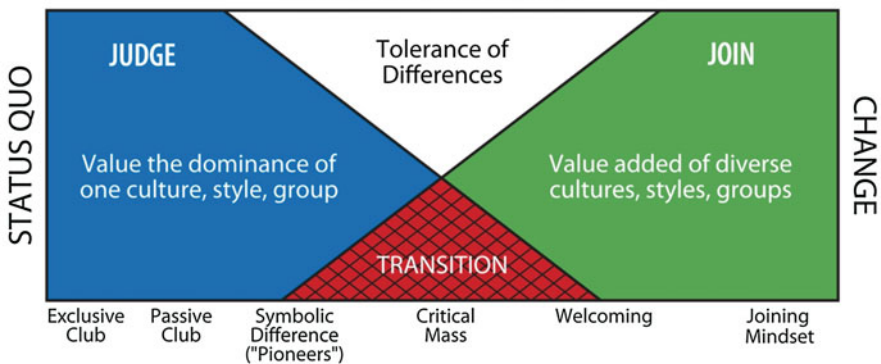 STATUS QUO
JUDGE
Value the dominance of
one culture, style, group
Tolerance of
Differences
TRANSITION
JOIN
Value added of diverse
cultures, styles, groups
CHANGE
Exclusive
Club
Passive
Club
Symbolic
Difference
("Pioneers")
Critical
Mass
Welcoming
Joining
Mindset